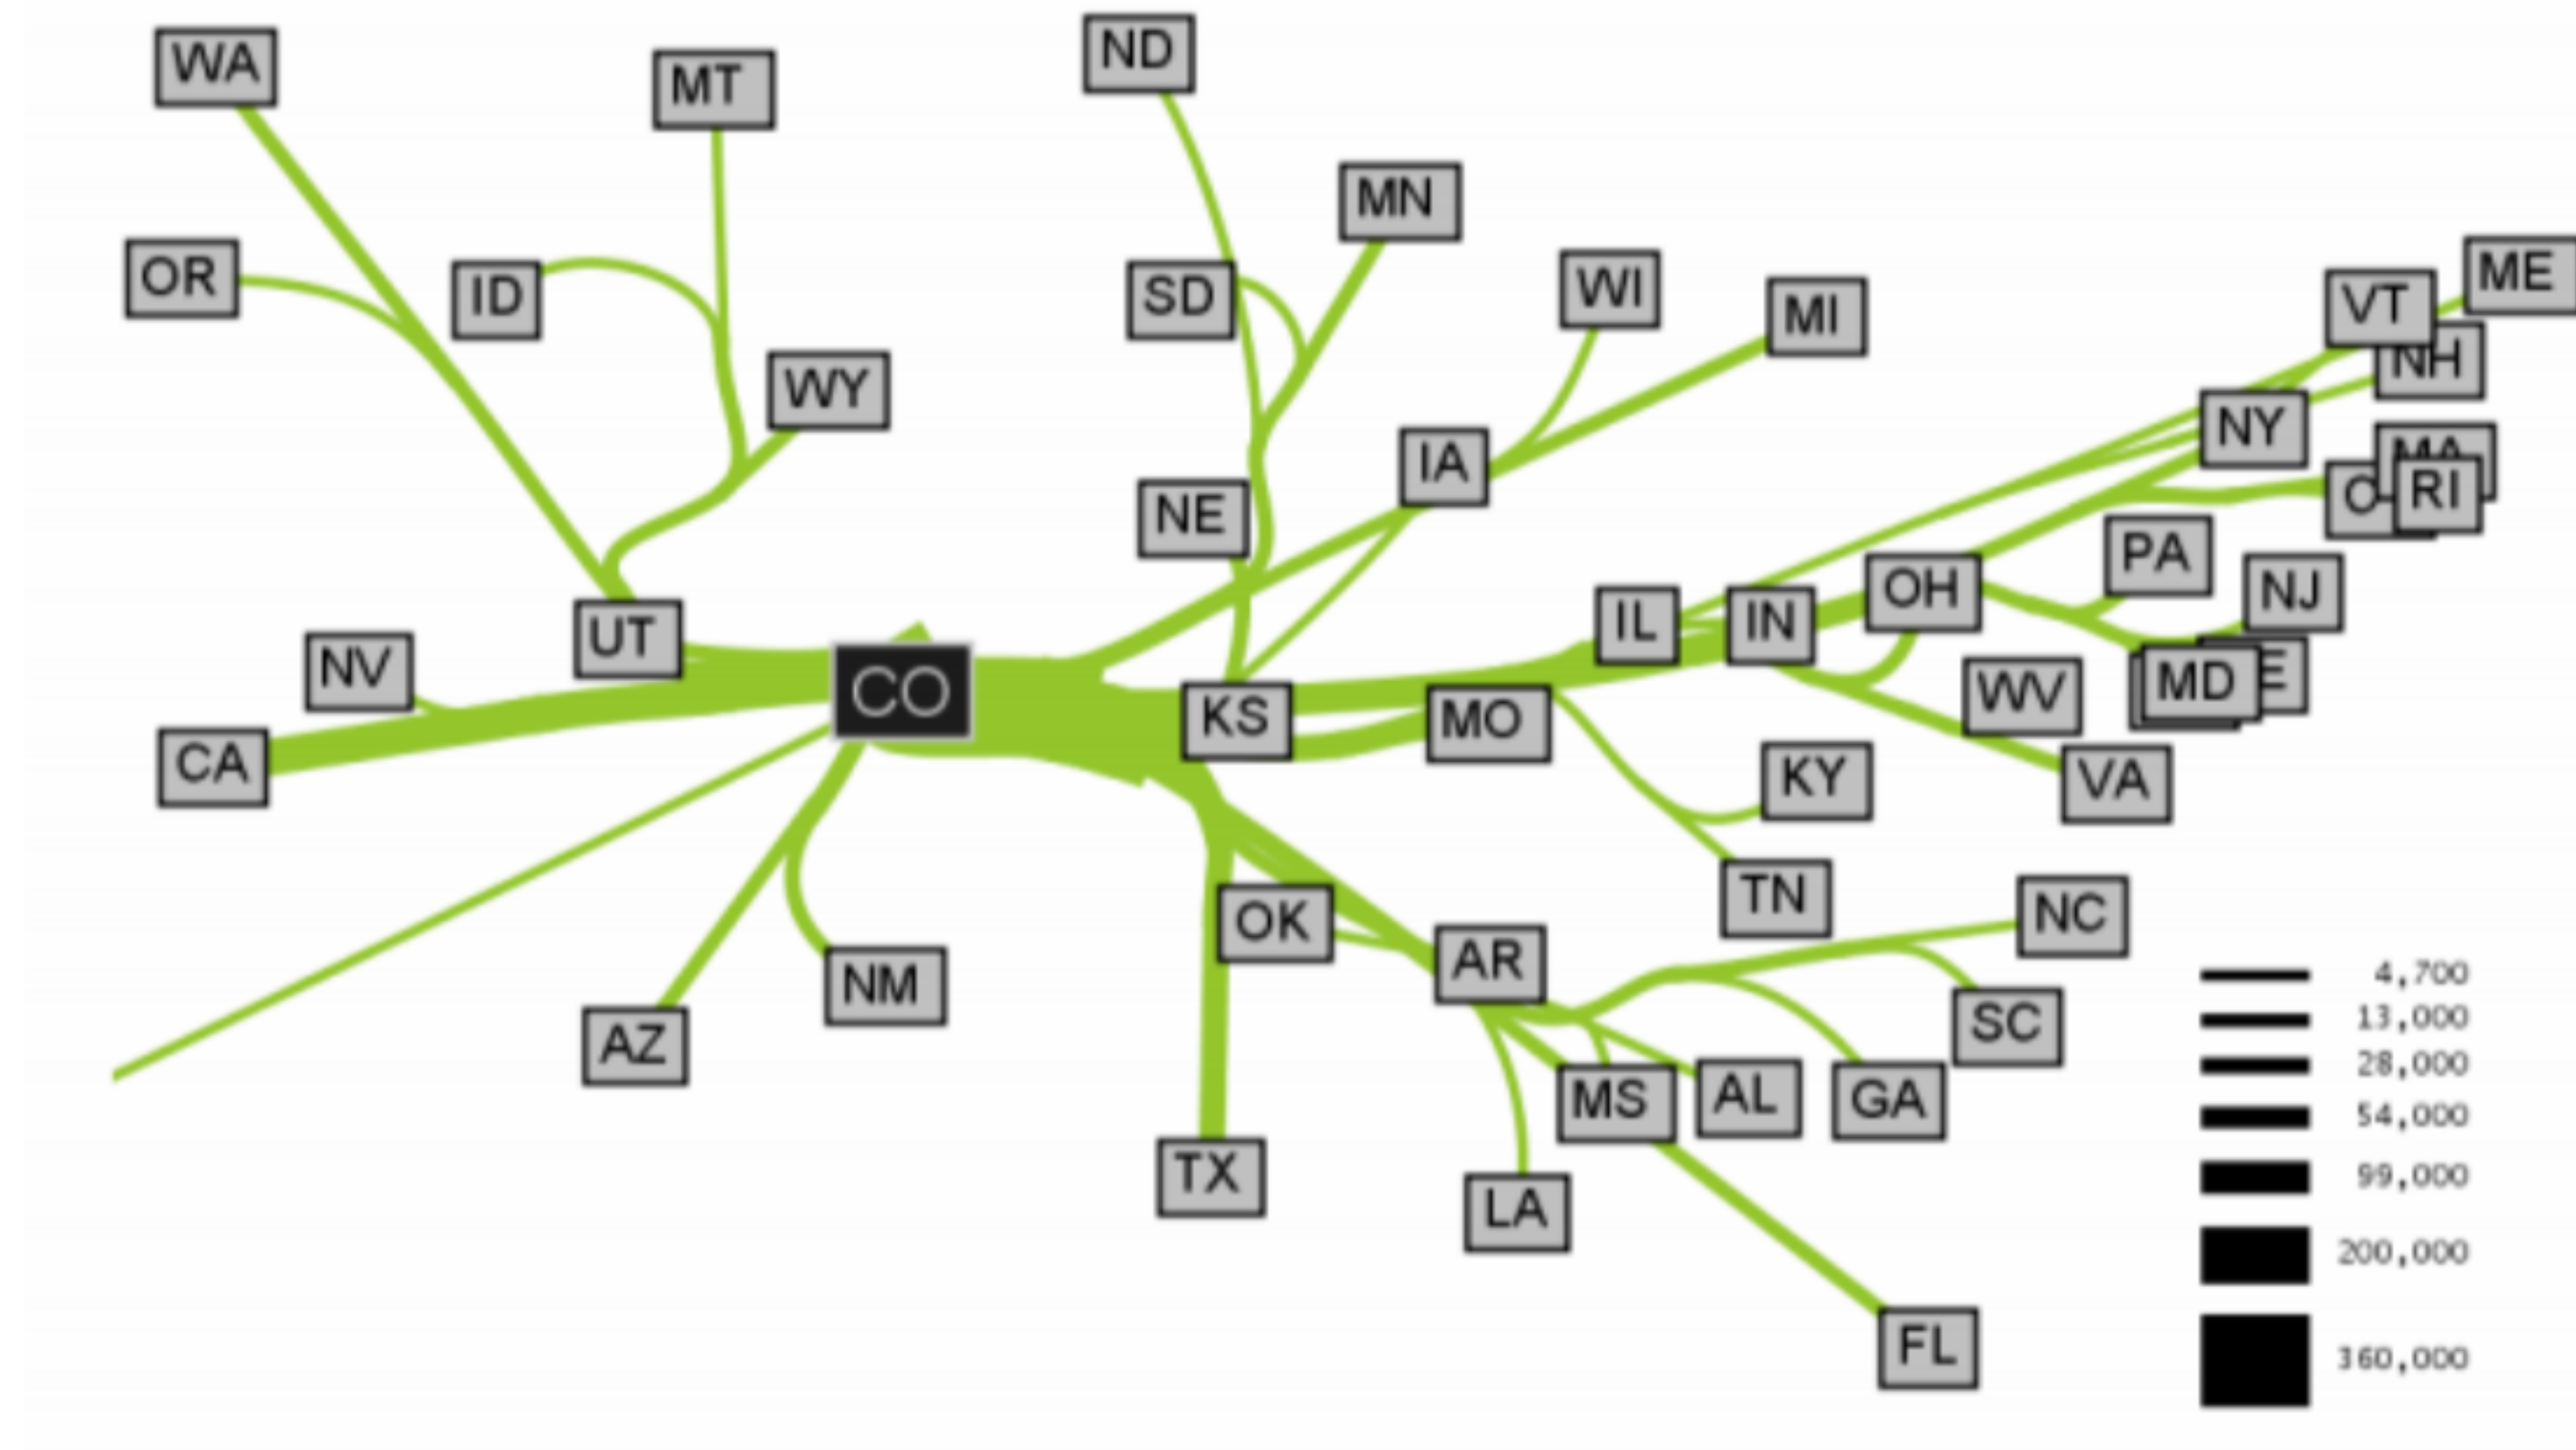 ND
WA
MT
MN
ME
OR
ID
SD
WI
MI
VT
NH
WY
NY
IA
RI
NE
PA
NJ
UT
IL
IN
OH
NV
CO
KS
MO
WV
MD
CA
KY
VA
TN
NC
OK
AR
NM
AZ
SC
MS
AL
GA
TX
LA
FL
4,700
13,000
28,000
54,000
99,000
200,000
360,000